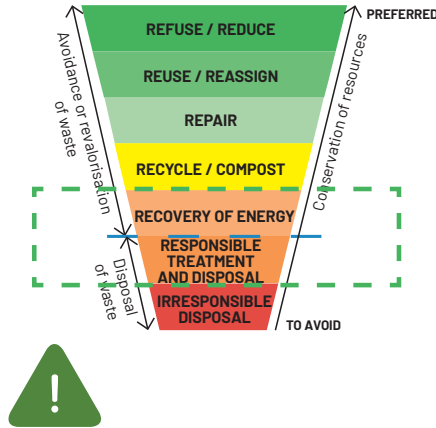 PREFERRED
REFUSE / REDUCE
REUSE / REASSIGN
REPAIR
RECYCLE / COMPOST
RECOVERY OF ENERGY
RESPONSIBLE
TREATMENT
AND DISPOSAL
IRRESPONSIBLE
DISPOSAL
TO AVOID
Avoidance or revalorisation
of waste
Disposal
of waste
Conservation of resources
!